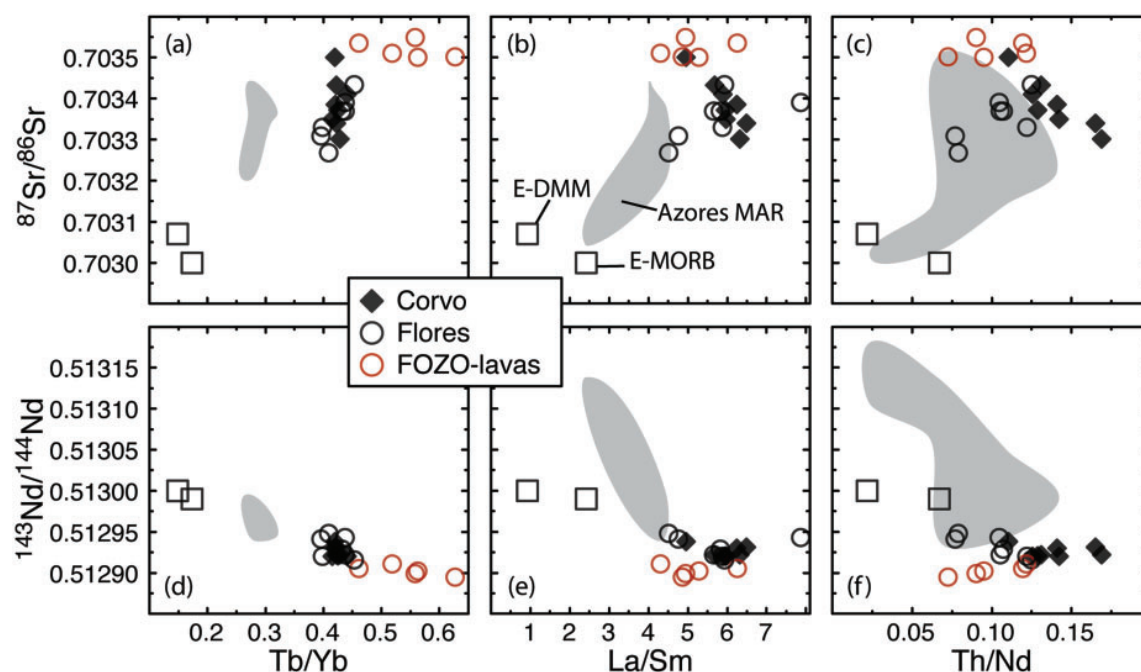 (a) (b) (c)
0.7035
0.7034
0.7033
0.7032
0.7031
0.7030
87Sr/86Sr
E-DMM
Azores MAR
E-MORB
Corvo
Flores
FOZO-lavas
0.51315
0.51310
0.51305
0.51300
0.51295
0.51290
143Nd/144Nd
(d) (e) (f)
0.2 0.3 0.4 0.5 0.6 1 2 3 4 5 6 7 0.05 0.10 0.15
Tb/Yb La/Sm Th/Nd